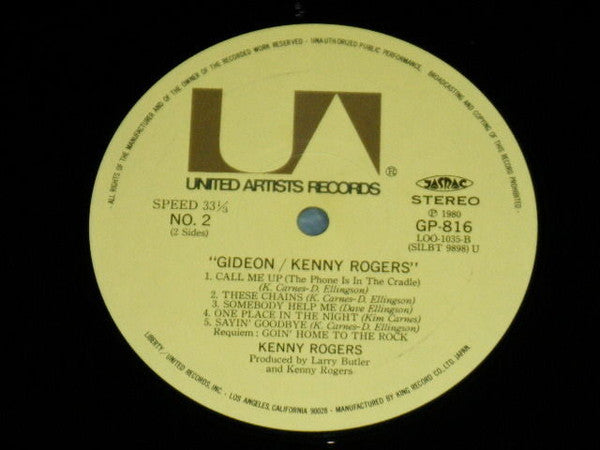 ALL RIGHTS OF THE MANUFACTURER AND OF THE OWNER OF THE RECORDED WORK RESERVED - UNAUTHORIZED PUBLIC PERFORMANCE, BROADCASTING AND COPYING OF THIS RECORD PROHIBITED -
UA
®
UNITED ARTISTS RECORDS
SPEED 33⅓
NO. 2
(2 Sides)
JASRAC
STEREO
℗ 1980
GP-816
LOO-1035-B
(SILBT 9898) U
"GIDEON / KENNY ROGERS"
1. CALL ME UP (The Phone Is In The Cradle)
(K. Carnes-D. Ellingson)
2. THESE CHAINS (K. Carnes-D. Ellingson)
3. SOMEBODY HELP ME (Dave Ellingson)
4. ONE PLACE IN THE NIGHT (Kim Carnes)
5. SAYIN' GOODBYE (K. Carnes-D. Ellingson)
Requiem : GOIN' HOME TO THE ROCK
KENNY ROGERS
Produced by Larry Butler
and Kenny Rogers
LIBERTY / UNITED RECORDS, INC. - LOS ANGELES, CALIFORNIA 90028 - MANUFACTURED BY KING RECORD CO., LTD. JAPAN.